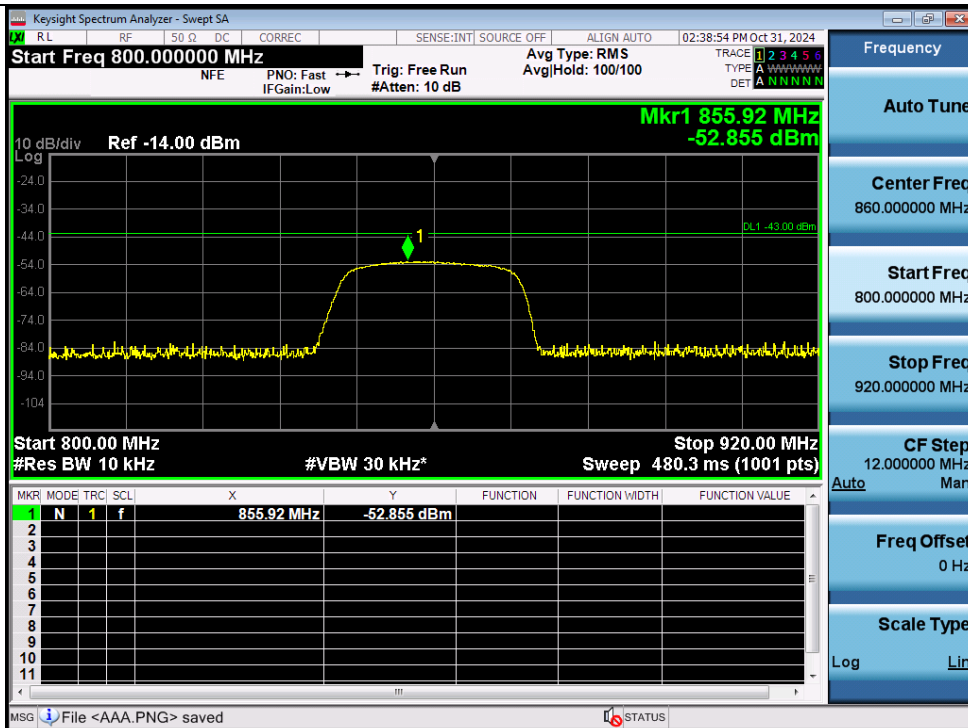 Keysight Spectrum Analyzer - Swept SA
LXI RL RF 50 Ω DC CORREC SENSE:INT SOURCE OFF ALIGN AUTO 02:38:54 PM Oct 31, 2024
Start Freq 800.000000 MHz
NFE PNO: Fast Trig: Free Run Avg Type: RMS TRACE 1 2 3 4 5 6
IFGain:Low #Atten: 10 dB Avg|Hold: 100/100 TYPE A WWWWW
DET A N N N N N
Mkr1 855.92 MHz
-52.855 dBm
10 dB/div Ref -14.00 dBm
Log
-24.0
-34.0
DL1 -43.00 dBm
-44.0
1
-54.0
-64.0
-74.0
-84.0
-94.0
-104
Start 800.00 MHz Stop 920.00 MHz
#Res BW 10 kHz #VBW 30 kHz* Sweep 480.3 ms (1001 pts)
MKR MODE TRC SCL X Y FUNCTION FUNCTION WIDTH FUNCTION VALUE
1 N 1 f 855.92 MHz -52.855 dBm
2
3
4
5
6
7
8
9
10
11
MSG File <AAA.PNG> saved STATUS
Frequency
Auto Tune
Center Freq
860.000000 MHz
Start Freq
800.000000 MHz
Stop Freq
920.000000 MHz
CF Step
12.000000 MHz
Auto Man
Freq Offset
0 Hz
Scale Type
Log Lin